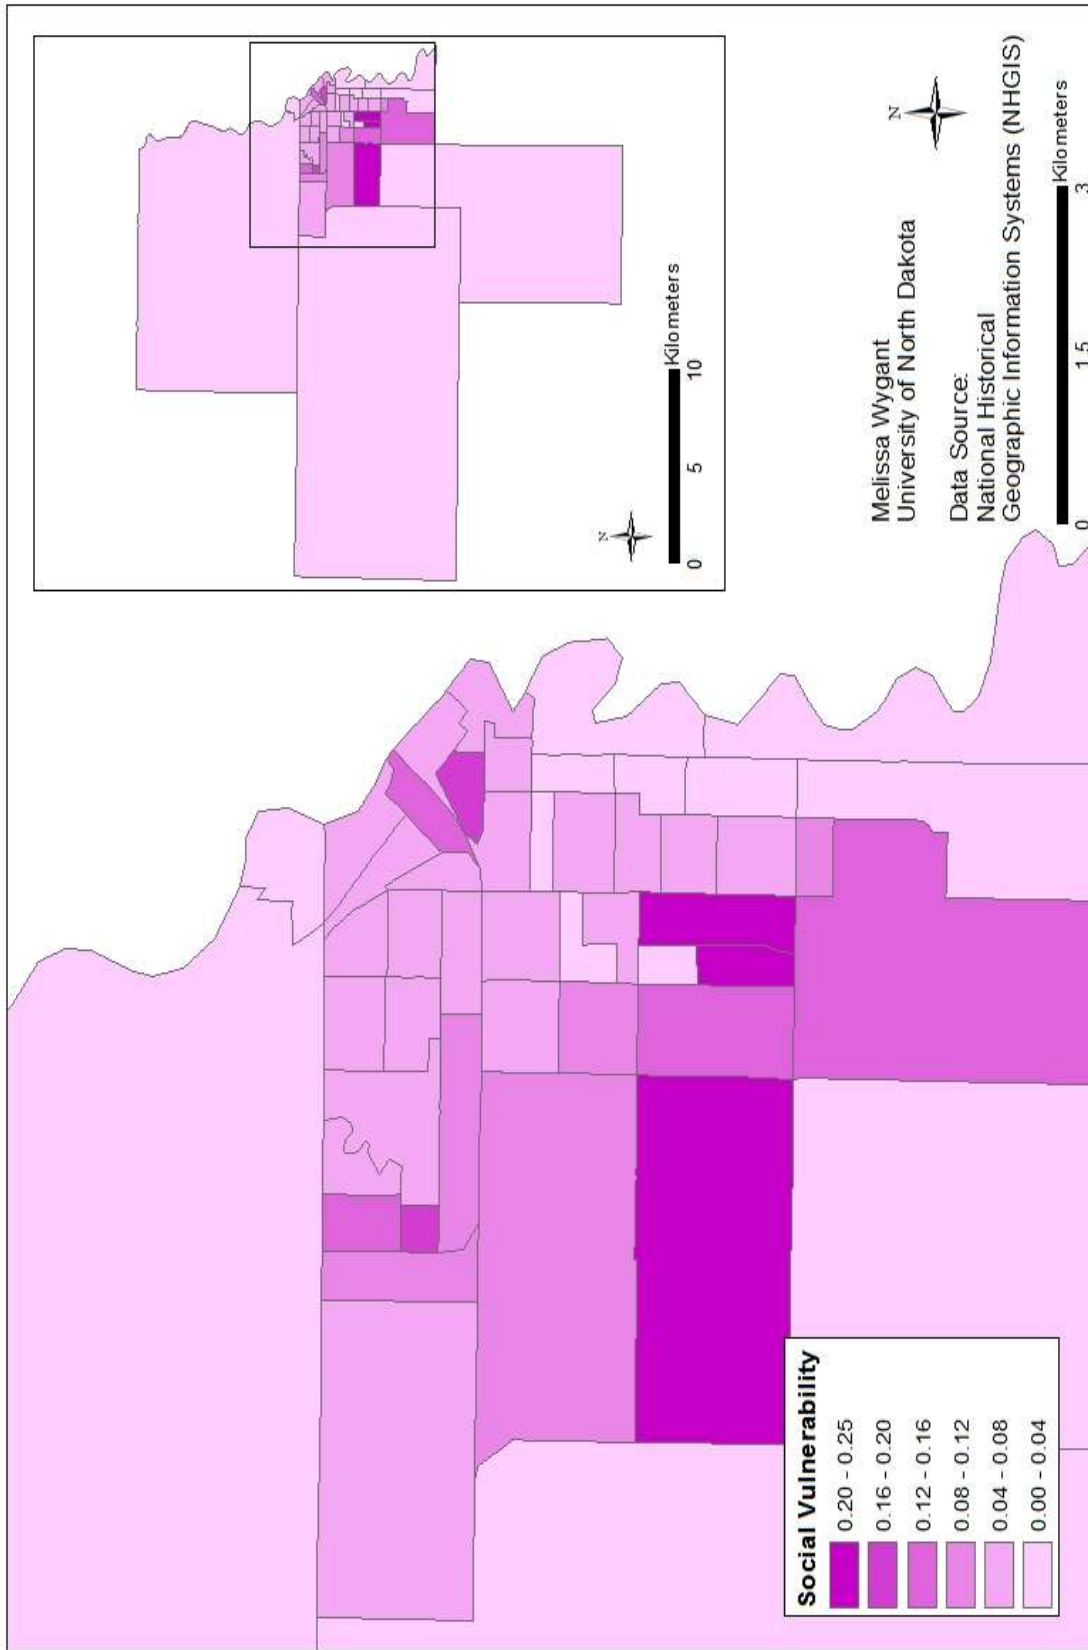 N
0 5 10
Kilometers
Melissa Wygant
University of North Dakota
Data Source:
National Historical
Geographic Information Systems (NHGIS)
N
0 1.5 3
Kilometers
Social Vulnerability
0.20 - 0.25
0.16 - 0.20
0.12 - 0.16
0.08 - 0.12
0.04 - 0.08
0.00 - 0.04